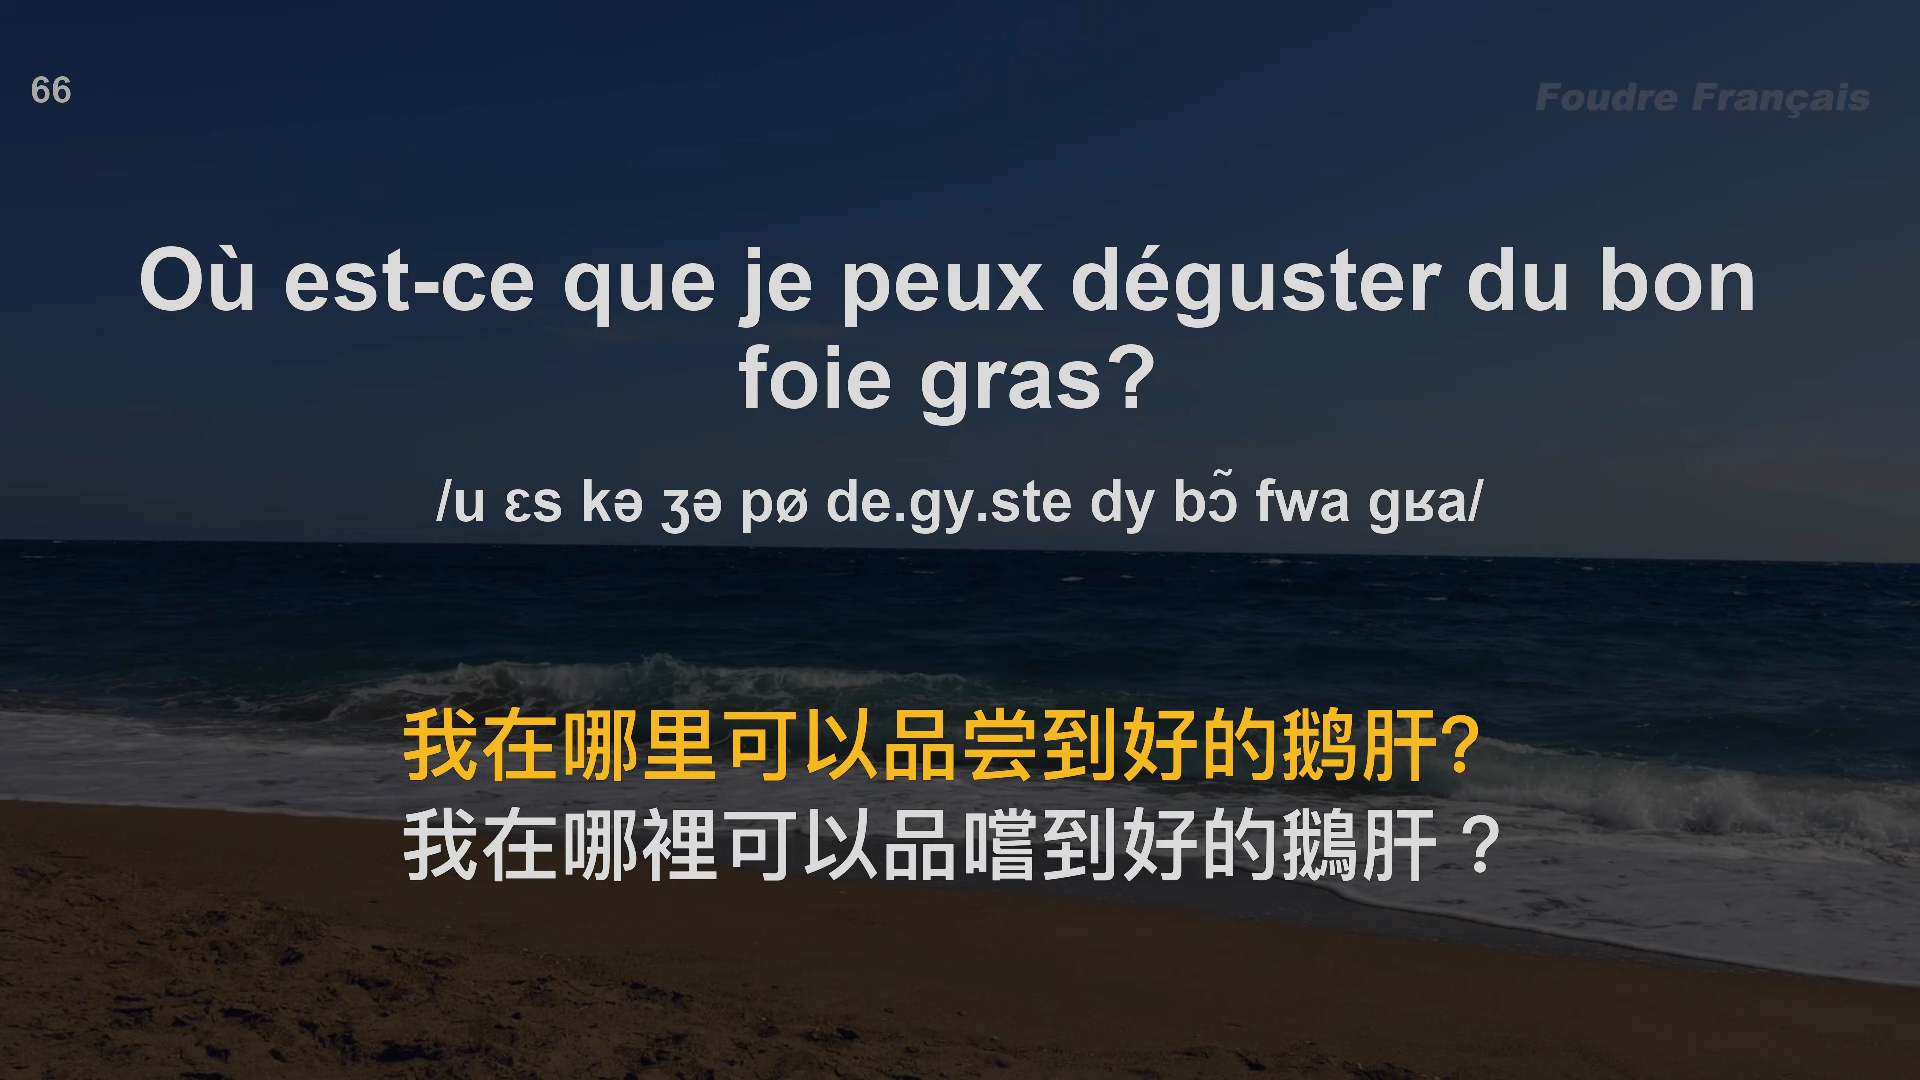 66
Foudre Français
Où est-ce que je peux déguster du bon
foie gras?
/u ɛs kə ʒə pø de.gy.ste dy bɔ̃ fwa gʁa/
我在哪里可以品尝到好的鹅肝?
我在哪裡可以品嚐到好的鵝肝？